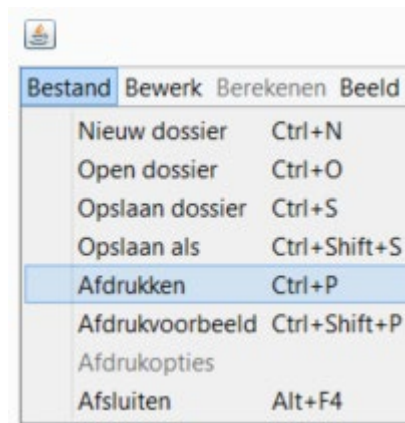 Bestand Bewerk Berekenen Beeld
Nieuw dossier Ctrl+N
Open dossier Ctrl+O
Opslaan dossier Ctrl+S
Opslaan als Ctrl+Shift+S
Afdrukken Ctrl+P
Afdrukvoorbeeld Ctrl+Shift+P
Afdrukopties
Afsluiten Alt+F4